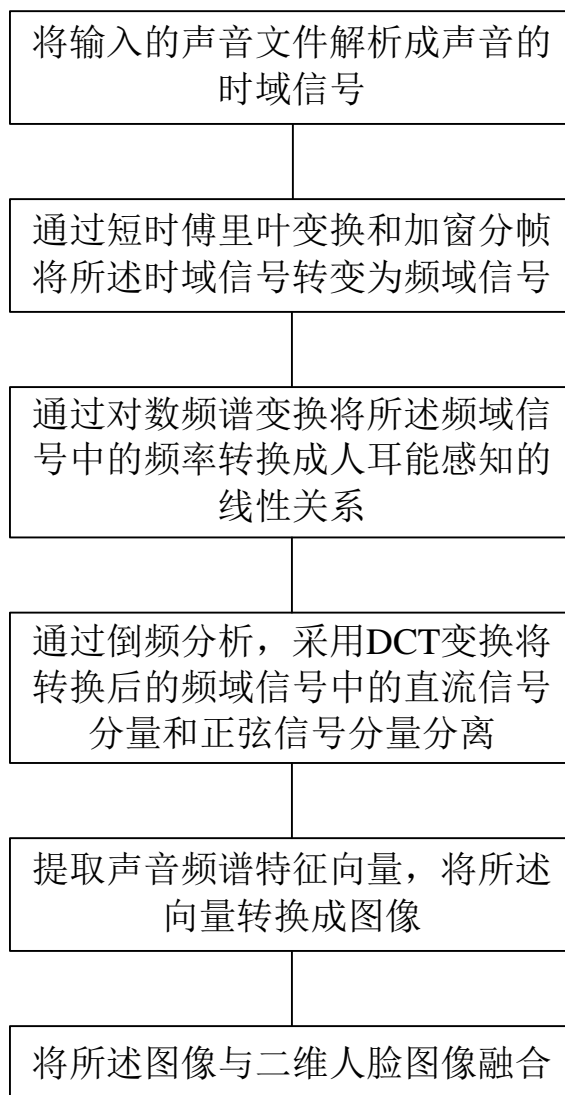 将输入的声音文件解析成声音的
时域信号
通过短时傅里叶变换和加窗分帧
将所述时域信号转变为频域信号
通过对数频谱变换将所述频域信
号中的频率转换成人耳能感知的
线性关系
通过倒频分析，采用DCT变换将
转换后的频域信号中的直流信号
分量和正弦信号分量分离
提取声音频谱特征向量，将所述
向量转换成图像
将所述图像与二维人脸图像融合